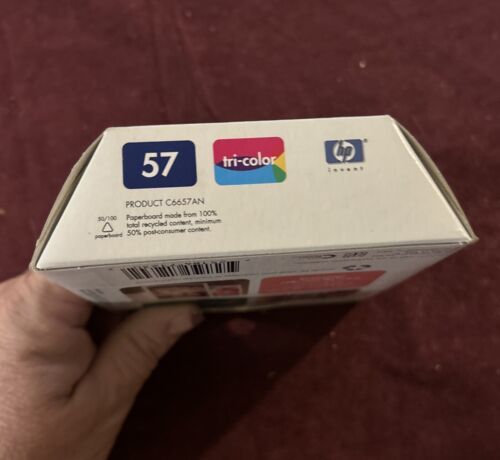 57
tri-color
hp
invent
PRODUCT C6657AN
50/100
paperboard
Paperboard made from 100%
total recycled content, minimum
50% post-consumer content.